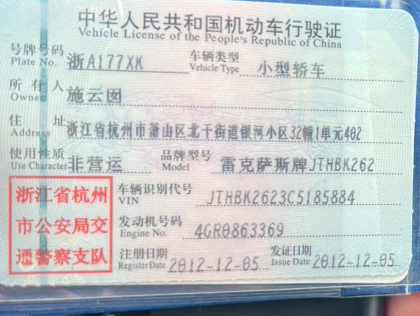 中华人民共和国机动车行驶证
Vehicle License of the People's Republic of China
号牌号码 Plate No. 浙A177XK 车辆类型 Vehicle Type 小型轿车
所有人 Owner 施云囡
住址 Address 浙江省杭州市萧山区北干街道银河小区32幢1单元402
使用性质 Use Character 非营运 品牌型号 Model 雷克萨斯牌JTHBK262
浙江省杭州
市公安局交
通警察支队
车辆识别代号 VIN JTHBK2623C5185884
发动机号码 Engine No. 4GR0863369
注册日期 Register Date 2012-12-05 发证日期 Issue Date 2012-12-05